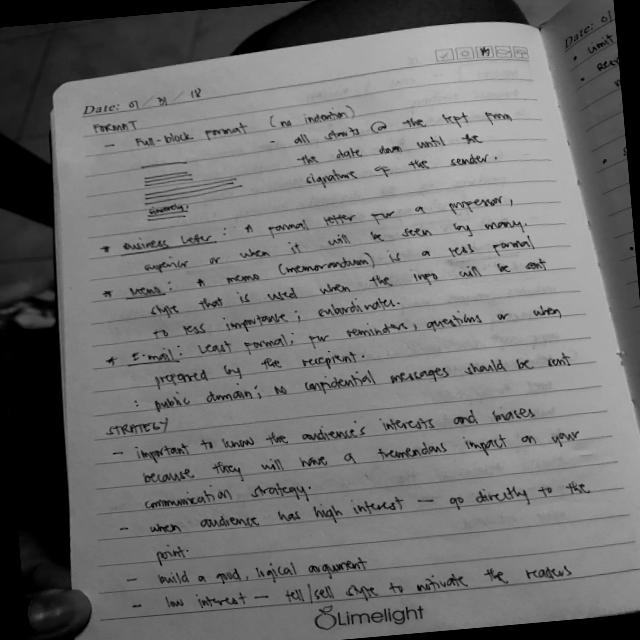 Date: 01 / 31 / 18
FORMAT
- Full-block Format (no indention)
- all starts @ the left from
the date down until the
signature of the sender.
Sincerely,
* Business Letter: A formal letter for a professor,
superior or when it will be seen by many
* Memo: A memo (memorandum) is a less formal
style that is used when the info will be sent
to less importance; subordinates.
* E-mail: Least formal; for reminders, questions or when
preferred by the recipient.
: public domain; no confidential messages should be sent
STRATEGY
- important to know the audience's interests and biases
because they will have a tremendous impact on your
communication strategy.
- when audience has high interest — go directly to the
point.
- build a good, logical argument
- low interest — tell/sell style to motivate the readers
Limelight
Date: 01